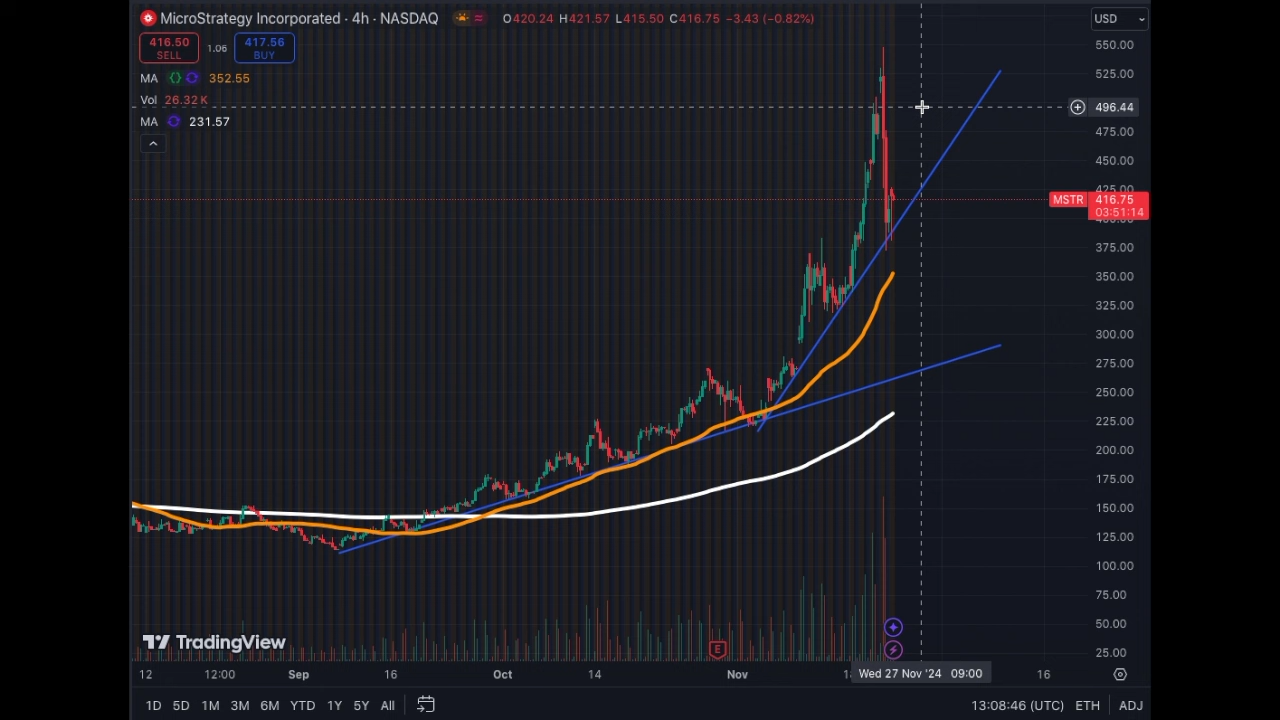 MicroStrategy Incorporated · 4h · NASDAQ O420.24 H421.57 L415.50 C416.75 −3.43 (−0.82%)
USD
416.50
SELL
1.06
417.56
BUY
MA 352.55
Vol 26.32 K
MA 231.57
550.00
525.00
496.44
475.00
450.00
425.00
MSTR 416.75
03:51:14
400.00
375.00
350.00
325.00
300.00
275.00
250.00
225.00
200.00
175.00
150.00
125.00
100.00
75.00
50.00
25.00
TradingView
E
12 12:00 Sep 16 Oct 14 Nov Wed 27 Nov '24 09:00 16
1D 5D 1M 3M 6M YTD 1Y 5Y All 13:08:46 (UTC) ETH ADJ